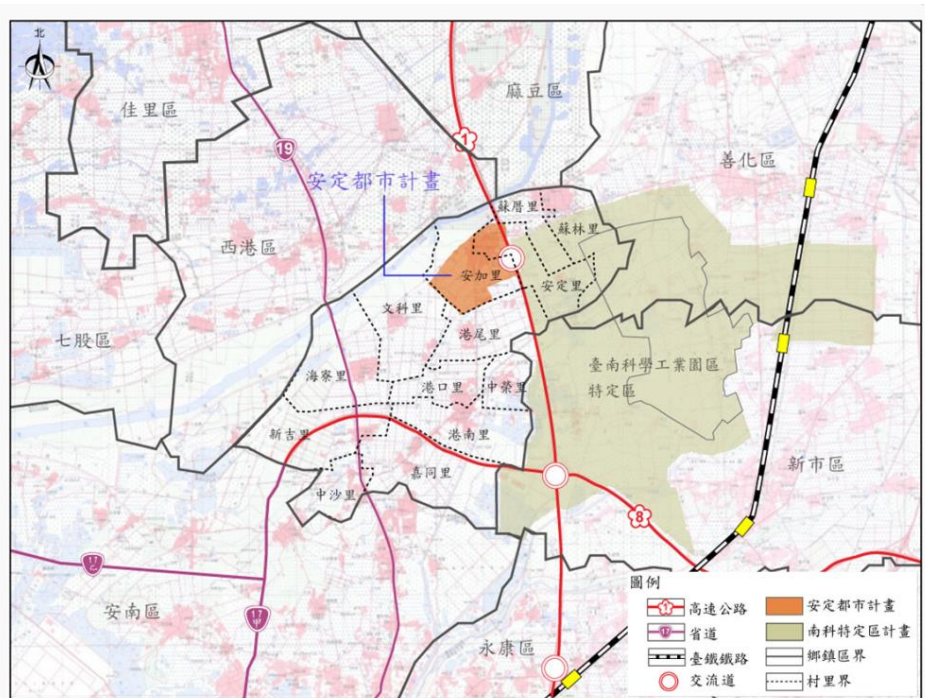 北
麻豆區
佳里區
1
善化區
19
安定都市計畫
蘇厝里
蘇林里
西港區
安加里
安定里
文科里
港尾里
七股區
臺南科學工業園區
特定區
海寮里
港口里
中榮里
新吉里
港南里
嘉同里
新市區
中沙里
8
17
乙
安南區
17
甲
永康區
圖例
1
高速公路
安定都市計畫
17
省道
南科特定區計畫
臺鐵鐵路
鄉鎮區界
交流道
村里界